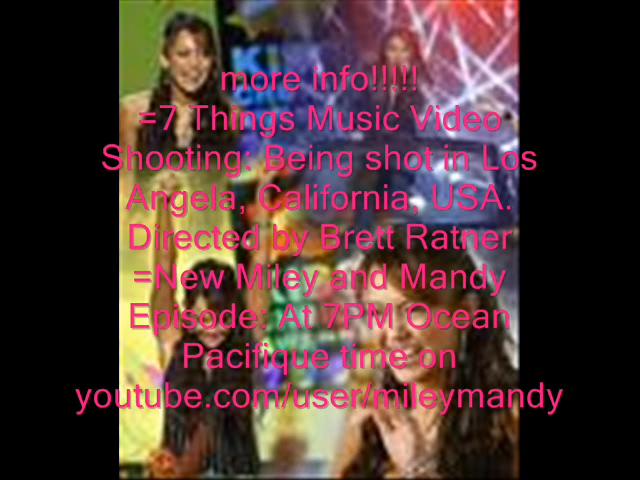 more info!!!!!
=7 Things Music Video
Shooting: Being shot in Los
Angela, California, USA.
Directed by Brett Ratner
=New Miley and Mandy
Episode: At 7PM Ocean
Pacifique time on
youtube.com/user/mileymandy